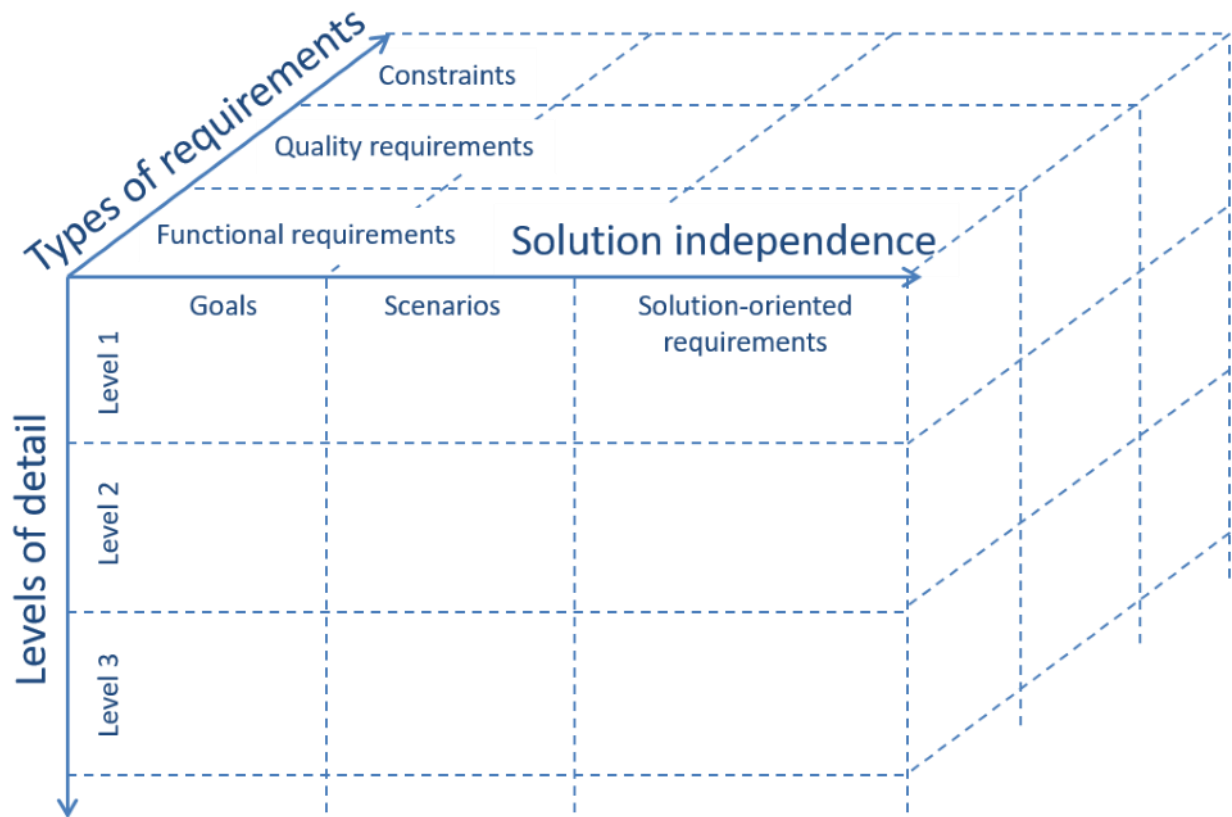 Types of requirements
Constraints
Quality requirements
Functional requirements
Solution independence
Goals
Scenarios
Solution-oriented
requirements
Levels of detail
Level 1
Level 2
Level 3